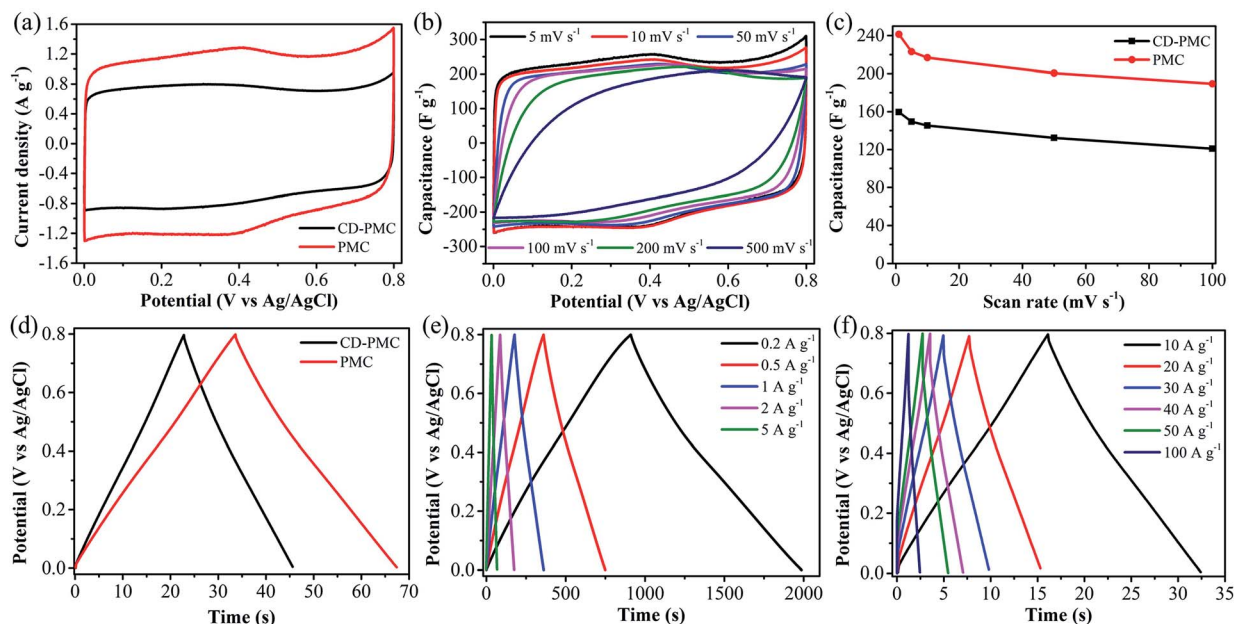 (a)
1.6
1.2
0.8
0.4
0.0
-0.4
-0.8
-1.2
-1.6
Current density (A g⁻¹)
CD-PMC
PMC
0.0 0.2 0.4 0.6 0.8
Potential (V vs Ag/AgCl)
(b)
300
200
100
0
-100
-200
-300
Capacitance (F g⁻¹)
5 mV s⁻¹ 10 mV s⁻¹ 50 mV s⁻¹
100 mV s⁻¹ 200 mV s⁻¹ 500 mV s⁻¹
0.0 0.2 0.4 0.6 0.8
Potential (V vs Ag/AgCl)
(c)
240
200
160
120
80
40
0
Capacitance (F g⁻¹)
CD-PMC
PMC
0 20 40 60 80 100
Scan rate (mV s⁻¹)
(d)
0.8
0.6
0.4
0.2
0.0
Potential (V vs Ag/AgCl)
CD-PMC
PMC
0 10 20 30 40 50 60 70
Time (s)
(e)
0.8
0.6
0.4
0.2
0.0
Potential (V vs Ag/AgCl)
0.2 A g⁻¹
0.5 A g⁻¹
1 A g⁻¹
2 A g⁻¹
5 A g⁻¹
0 500 1000 1500 2000
Time (s)
(f)
0.8
0.6
0.4
0.2
0.0
Potential (V vs Ag/AgCl)
10 A g⁻¹
20 A g⁻¹
30 A g⁻¹
40 A g⁻¹
50 A g⁻¹
100 A g⁻¹
0 5 10 15 20 25 30 35
Time (s)